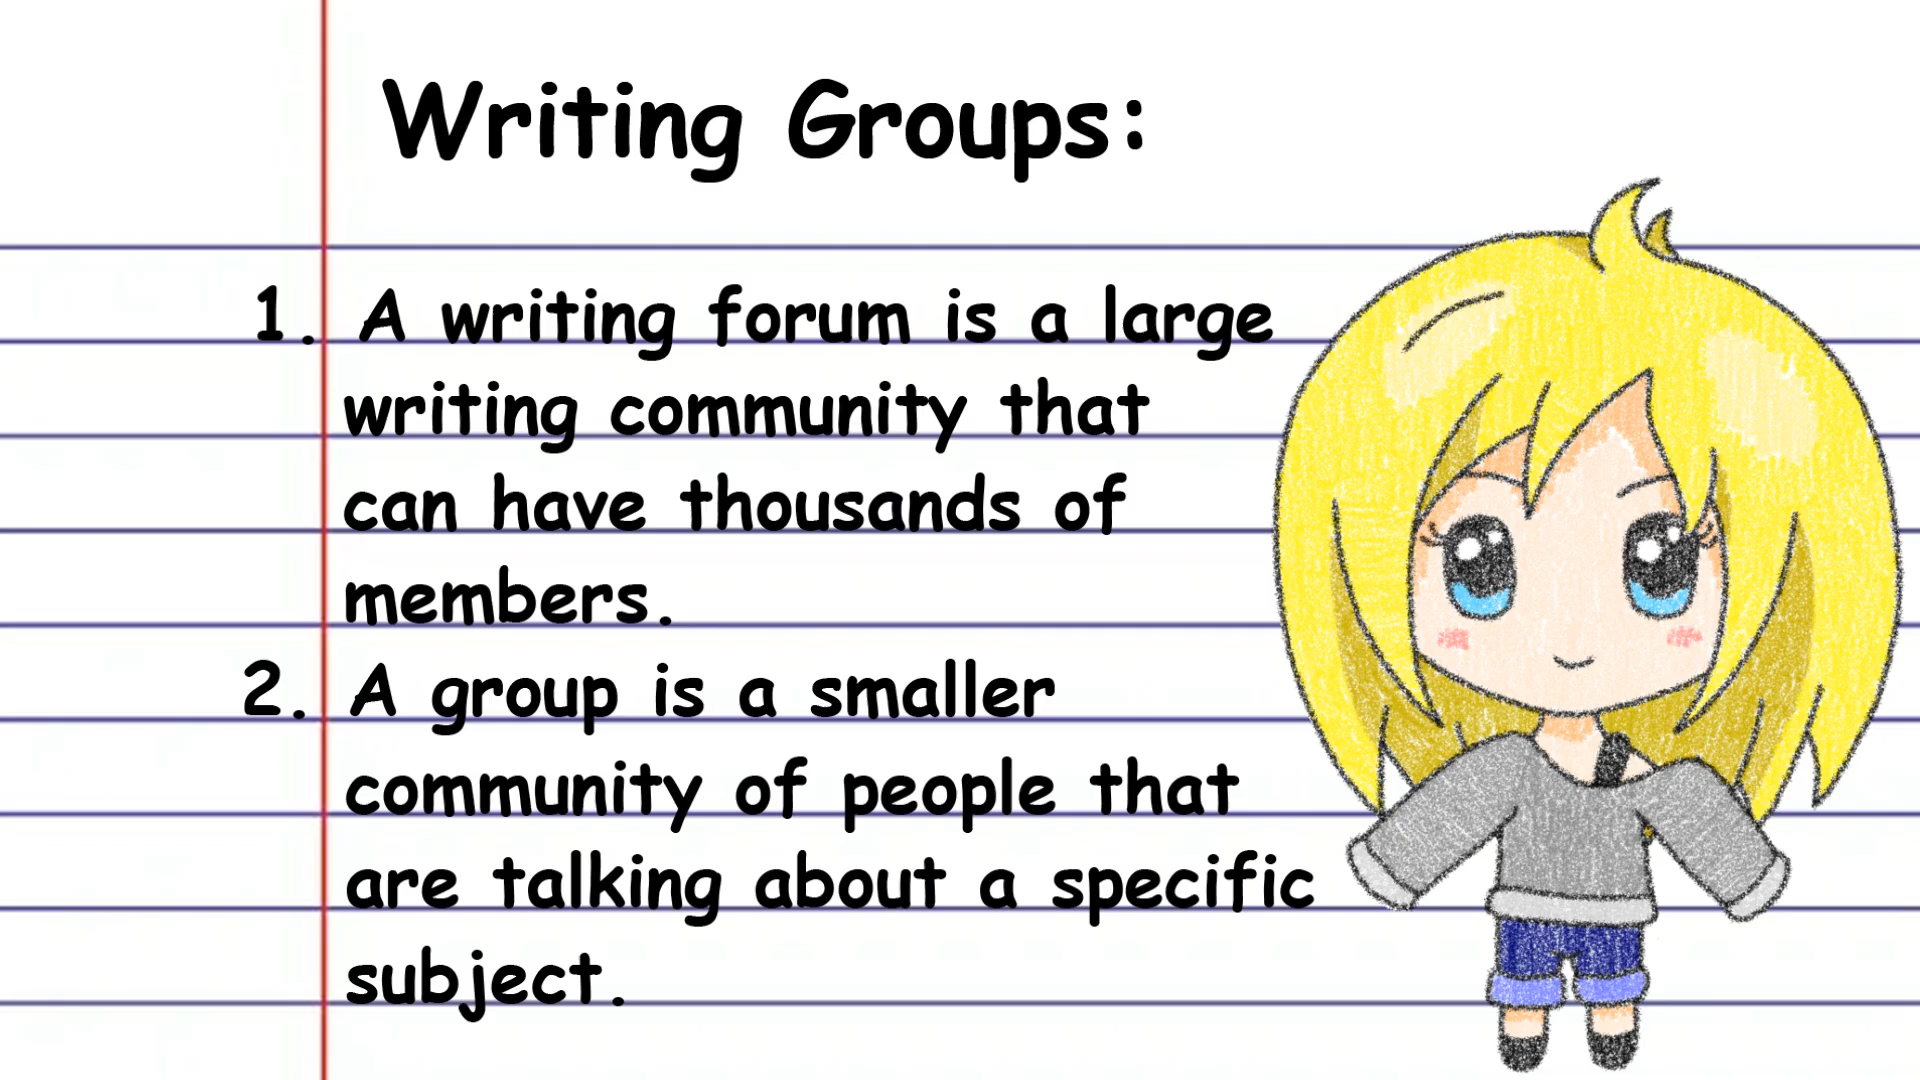 Writing Groups:
1. A writing forum is a large
writing community that
can have thousands of
members.
2. A group is a smaller
community of people that
are talking about a specific
subject.